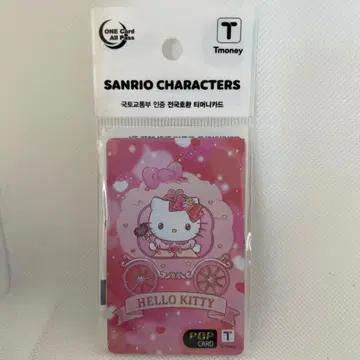 ONE Card
All Pass
Tmoney
SANRIO CHARACTERS
국토교통부 인증 전국호환 티머니카드
HELLO KITTY
POP
CARD